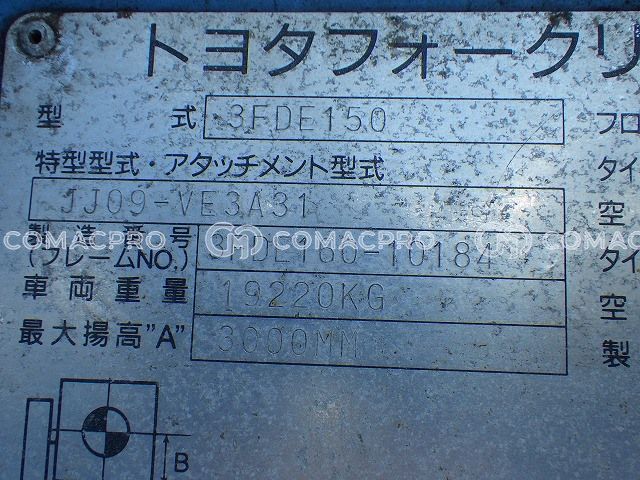 トヨタフォークリ
型 式 3FDE150 フロ
特型型式・アタッチメント型式 タイ
JJ09-VE3A31 空
製造番号
(フレームNO.) タイ
COMACPRO COMACPRO
車両重量 19220KG 空
最大揚高"A" 3000MM 製
B